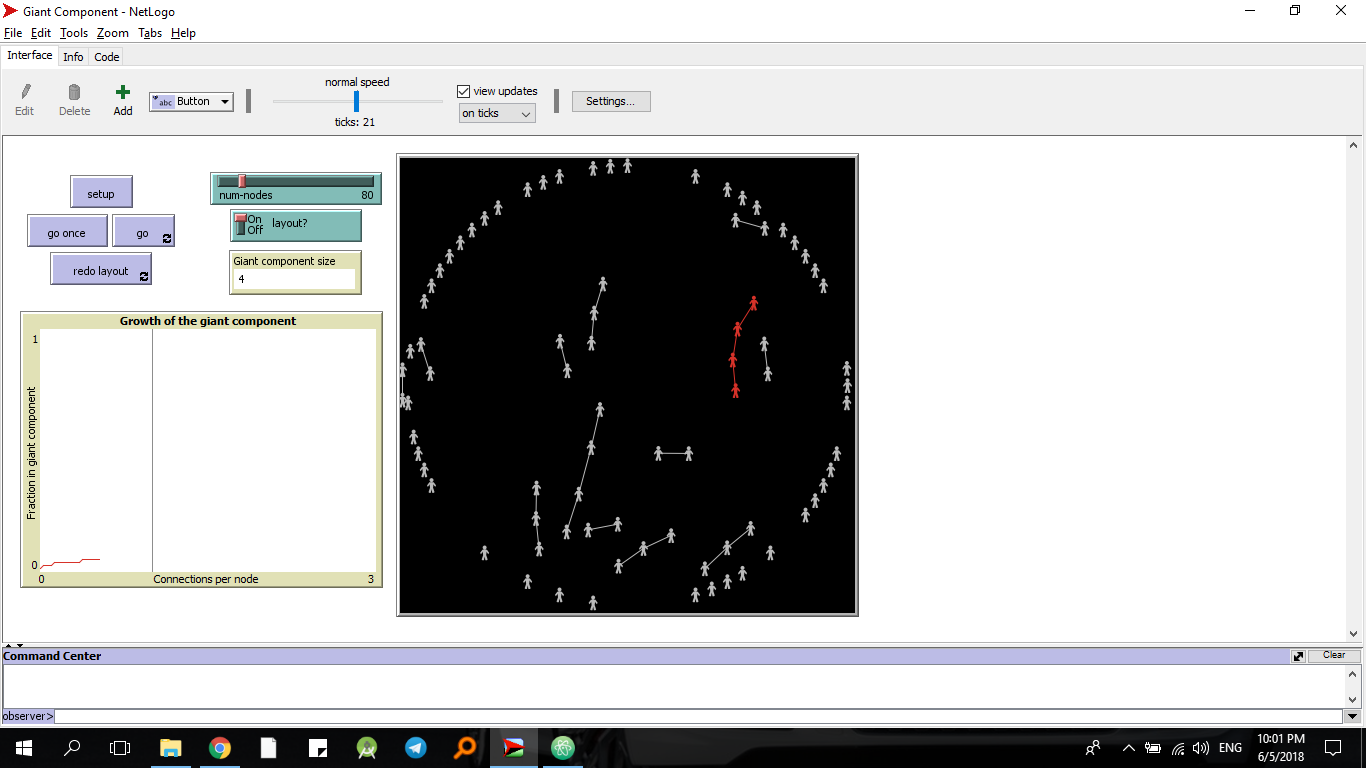 Giant Component - NetLogo
File Edit Tools Zoom Tabs Help
Interface Info Code
normal speed
Edit Delete Add abc Button view updates Settings...
on ticks
ticks: 21
setup
num-nodes 80
go once go
On
Off
layout?
redo layout
Giant component size
4
Growth of the giant component
1
Fraction in giant component
0
0 Connections per node 3
Command Center Clear
observer>
ENG
10:01 PM
6/5/2018